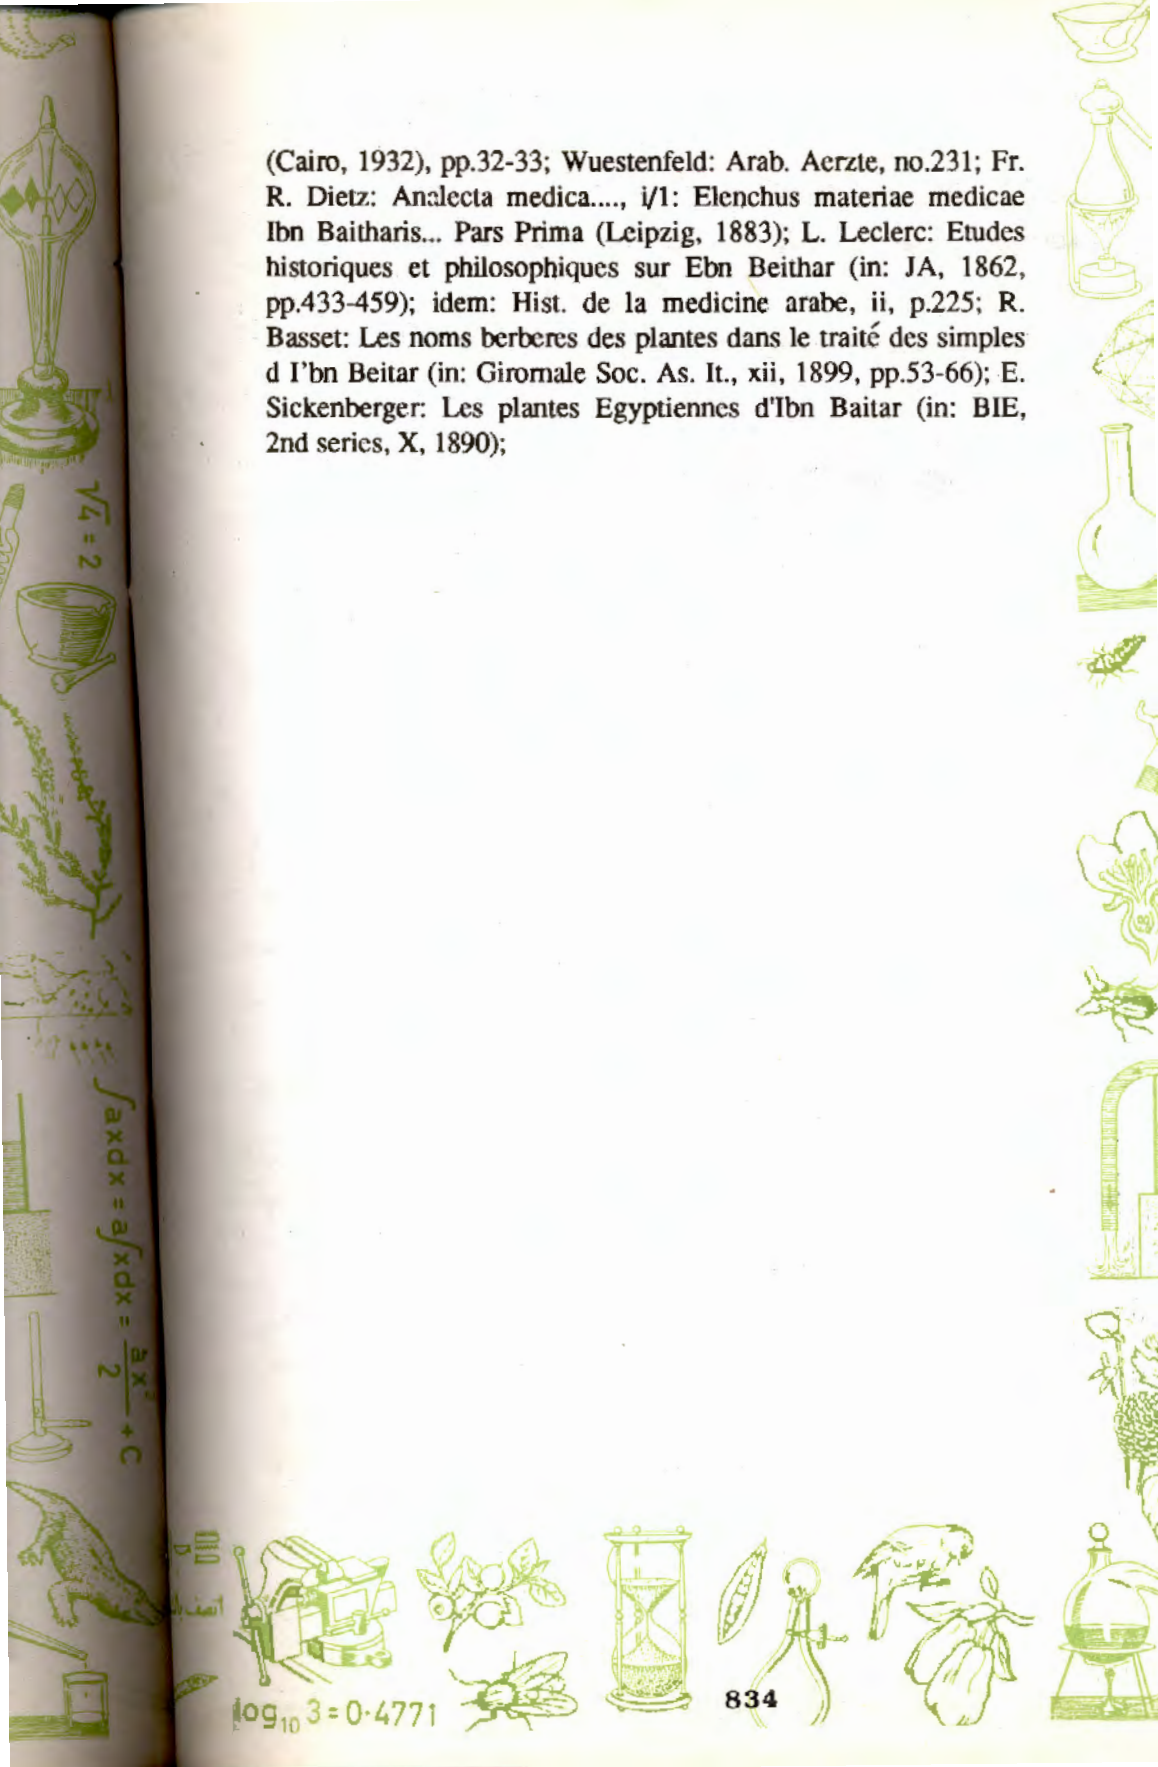 (Cairo, 1932), pp.32-33; Wuestenfeld: Arab. Aerzte, no.231; Fr.
R. Dietz: Analecta medica...., i/1: Elenchus materiae medicae
Ibn Baitharis... Pars Prima (Leipzig, 1883); L. Leclerc: Etudes
historiques et philosophiques sur Ebn Beithar (in: JA, 1862,
pp.433-459); idem: Hist. de la medicine arabe, ii, p.225; R.
Basset: Les noms berberes des plantes dans le traité des simples
d I'bn Beitar (in: Giromale Soc. As. It., xii, 1899, pp.53-66); E.
Sickenberger: Les plantes Egyptiennes d'Ibn Baitar (in: BIE,
2nd series, X, 1890);
√4 = 2
∫axdx = a∫xdx = ax²/2 + C
log₁₀ 3 = 0·4771
834